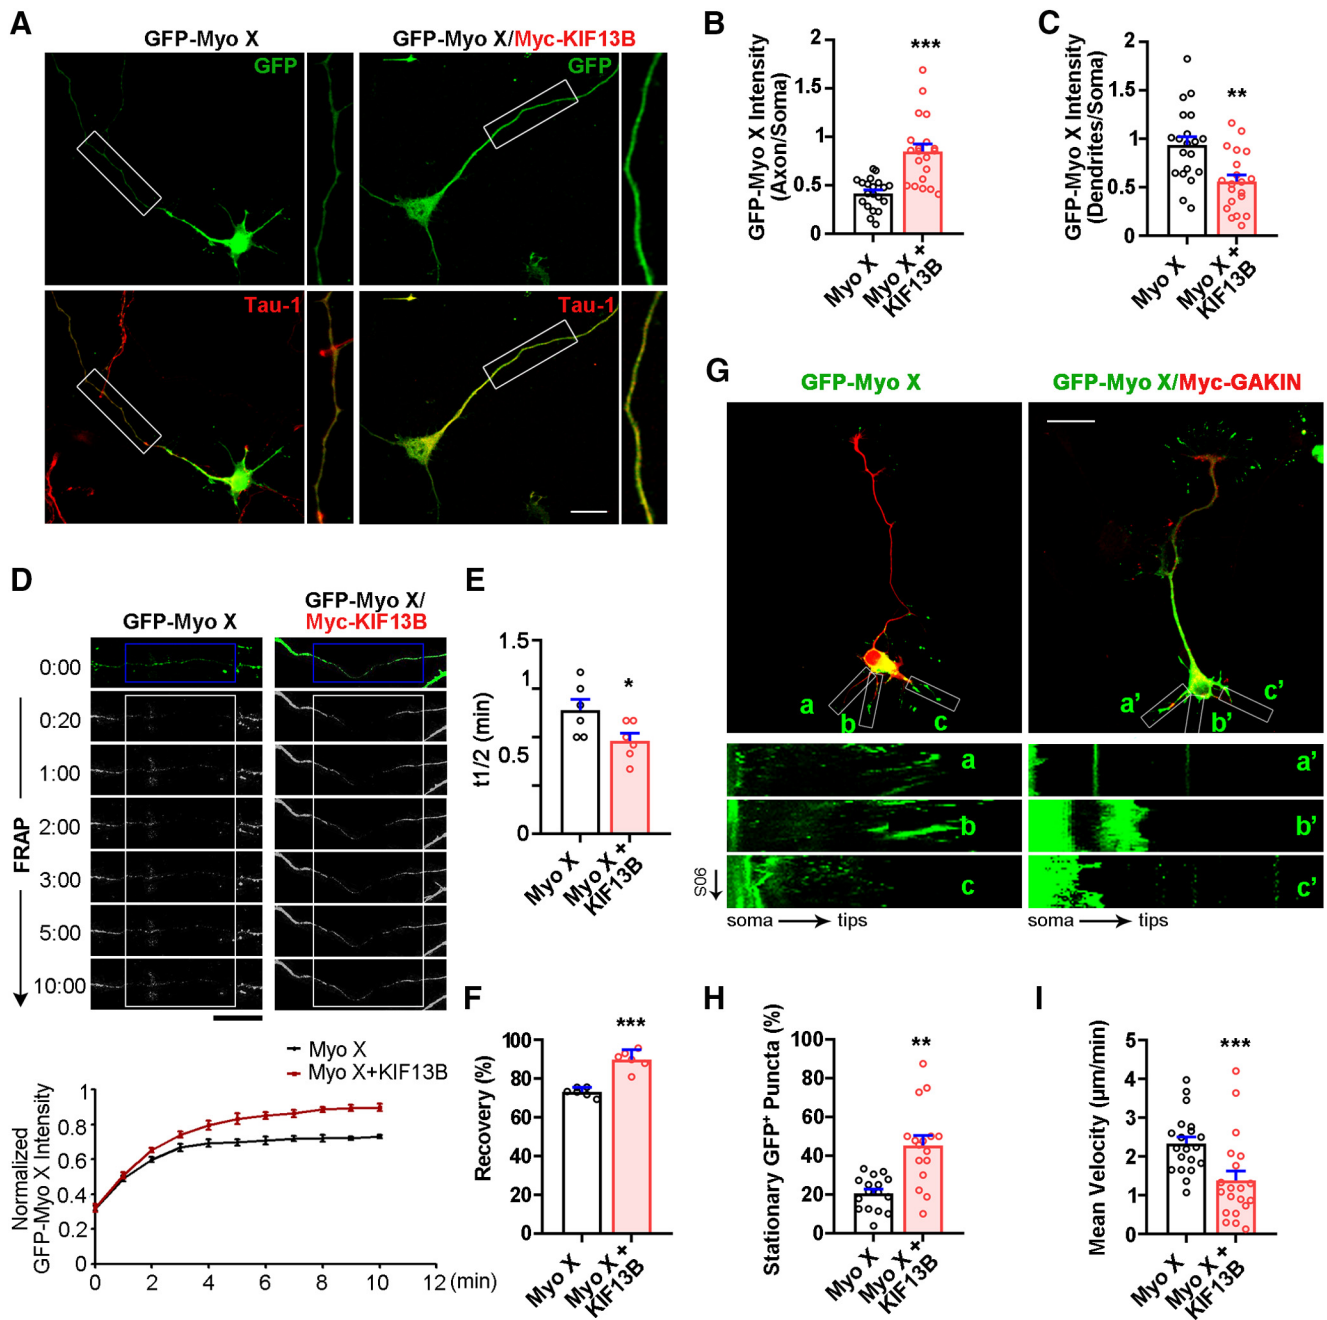 A
GFP-Myo X
GFP-Myo X/Myc-KIF13B
GFP
GFP
Tau-1
Tau-1
B
GFP-Myo X Intensity
(Axon/Soma)
2
1.5
1
0.5
0
***
Myo X
Myo X +
KIF13B
C
GFP-Myo X Intensity
(Dendrites/Soma)
2
1.5
1
0.5
0
**
Myo X
Myo X +
KIF13B
D
GFP-Myo X
GFP-Myo X/
Myc-KIF13B
0:00
0:20
1:00
2:00
3:00
5:00
10:00
FRAP
Myo X
Myo X+KIF13B
Normalized
GFP-Myo X Intensity
1
0.8
0.6
0.4
0.2
0
0 2 4 6 8 10 12 (min)
E
t1/2 (min)
1.5
1
0.5
0
*
Myo X
Myo X +
KIF13B
F
Recovery (%)
100
80
60
40
20
0
***
Myo X
Myo X +
KIF13B
G
GFP-Myo X
GFP-Myo X/Myc-GAKIN
a
b
c
a’
b’
c’
a
b
c
a’
b’
c’
90S
soma tips
soma tips
H
Stationary GFP+ Puncta (%)
100
80
60
40
20
0
**
Myo X
Myo X +
KIF13B
I
Mean Velocity (μm/min)
5
4
3
2
1
0
***
Myo X
Myo X +
KIF13B